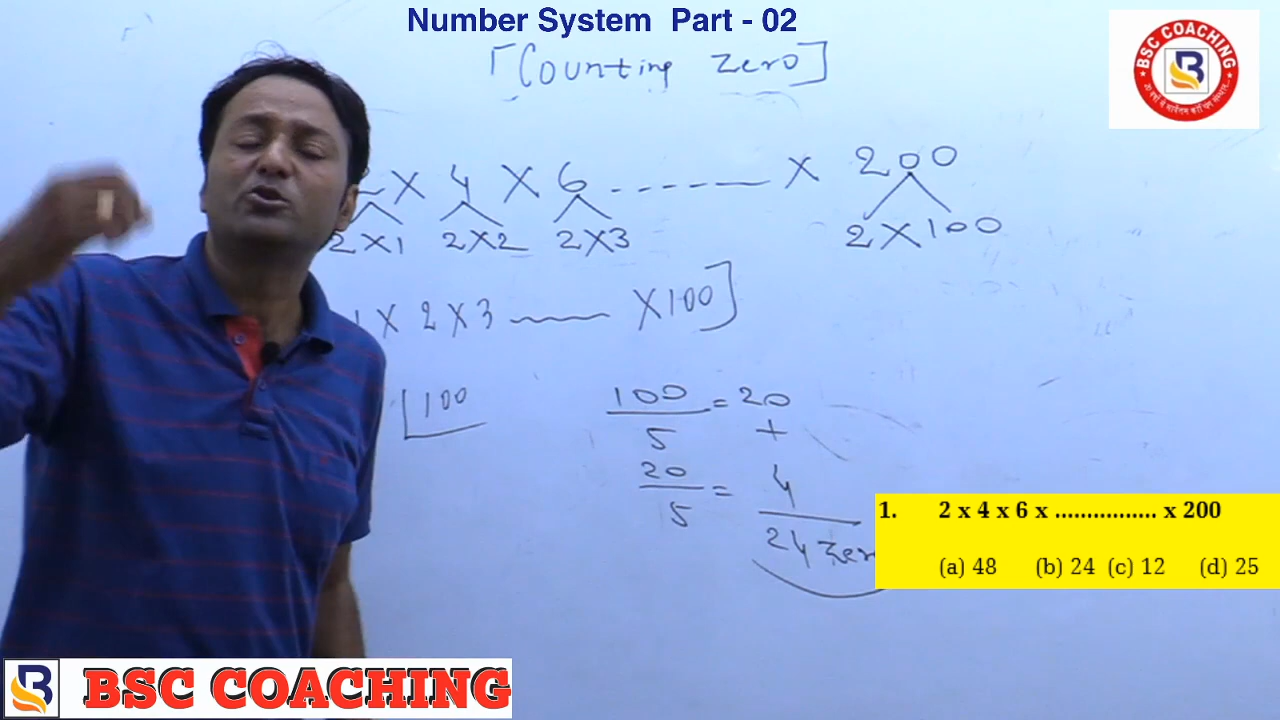 Number System Part - 02
[Counting Zero]
BSC COACHING
X 4 X 6 ------ X 200
2X1 2X2 2X3 2X100
1 X 2 X 3 —— X100]
100
100/5 = 20
+
20/5 = 4
24 Zer
1. 2 x 4 x 6 x ................ x 200
(a) 48 (b) 24 (c) 12 (d) 25
BSC COACHING